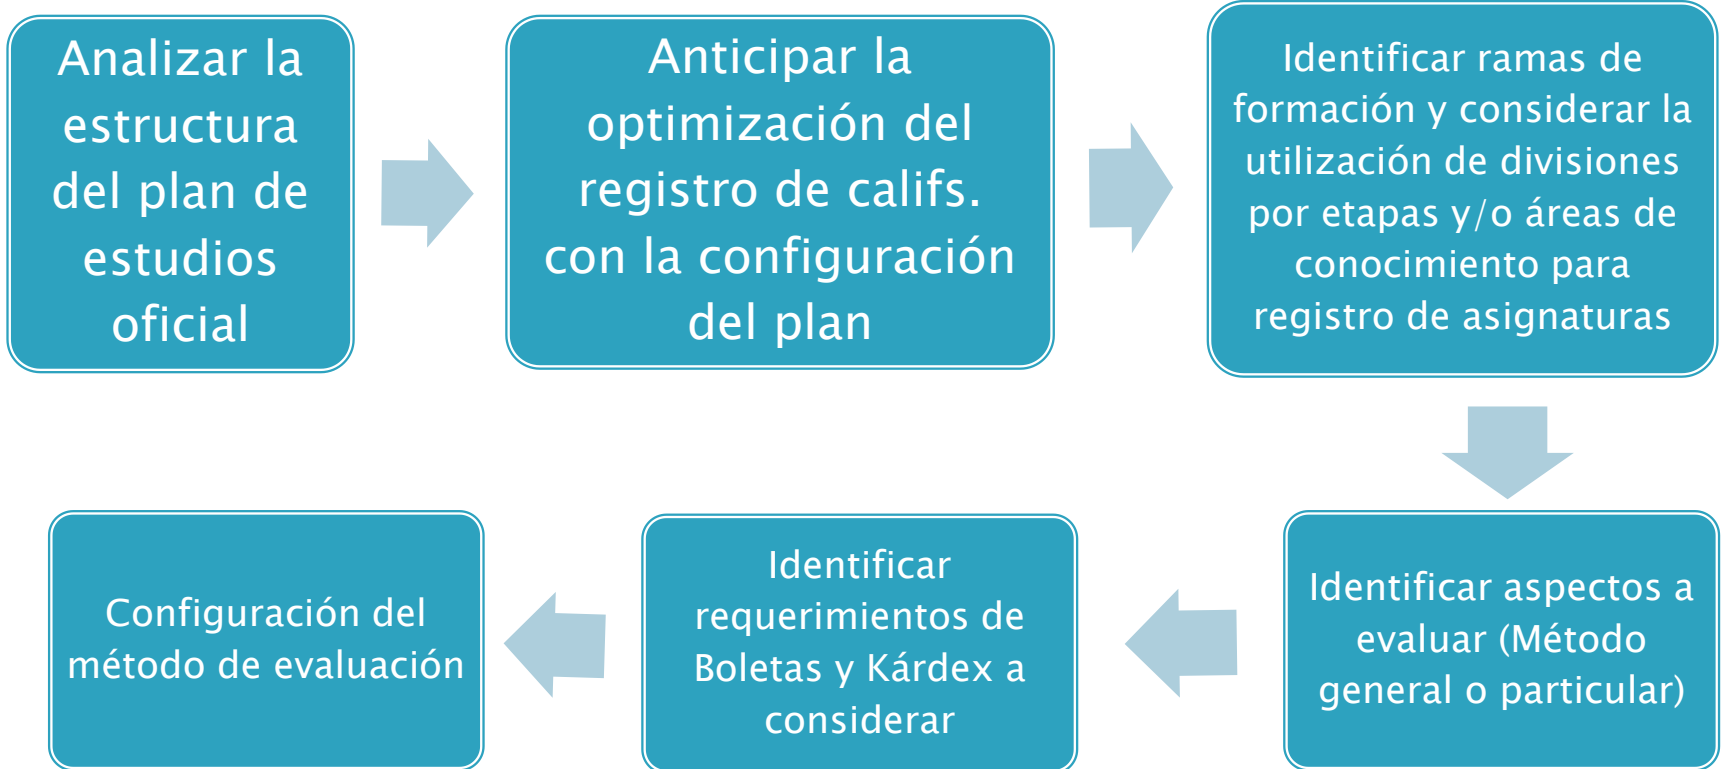 Analizar la
estructura
del plan de
estudios
oficial
Anticipar la
optimización del
registro de califs.
con la configuración
del plan
Identificar ramas de
formación y considerar la
utilización de divisiones
por etapas y/o áreas de
conocimiento para
registro de asignaturas
Identificar aspectos a
evaluar (Método
general o particular)
Identificar
requerimientos de
Boletas y Kárdex a
considerar
Configuración del
método de evaluación